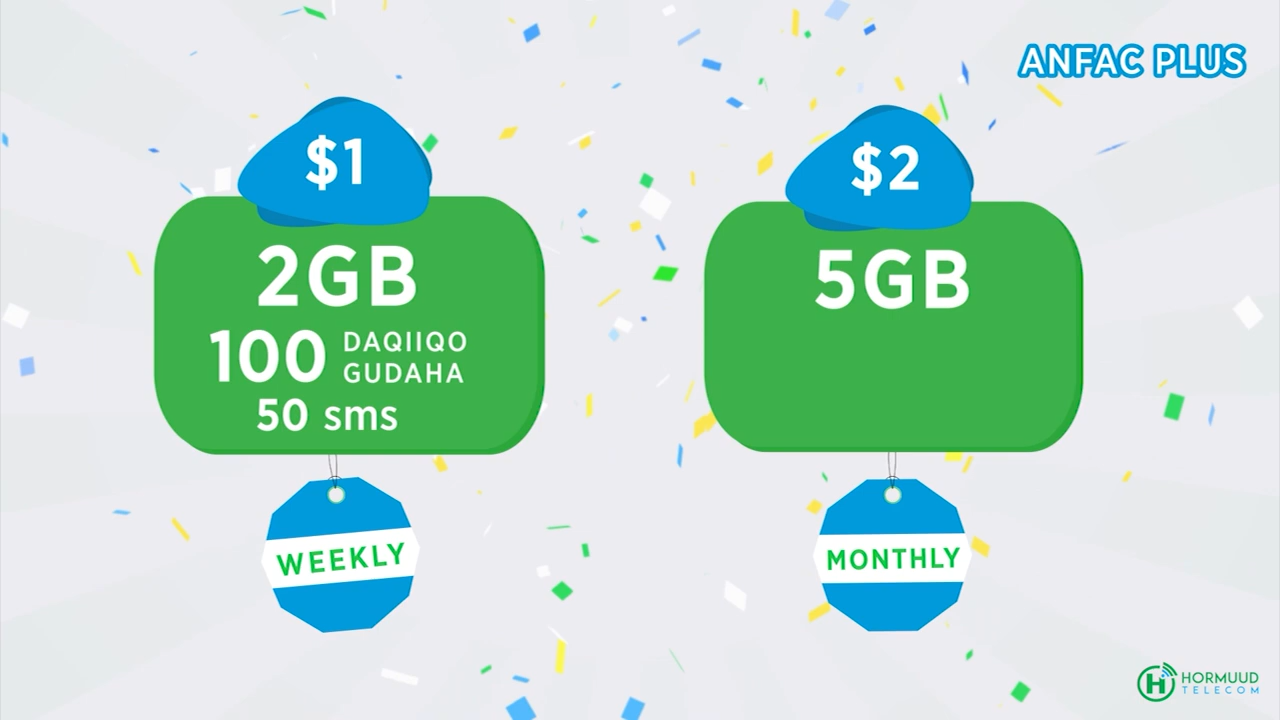 ANFAC PLUS
$1
2GB
100 DAQIIQO
GUDAHA
50 sms
WEEKLY
$2
5GB
MONTHLY
HORMUUD
TELECOM